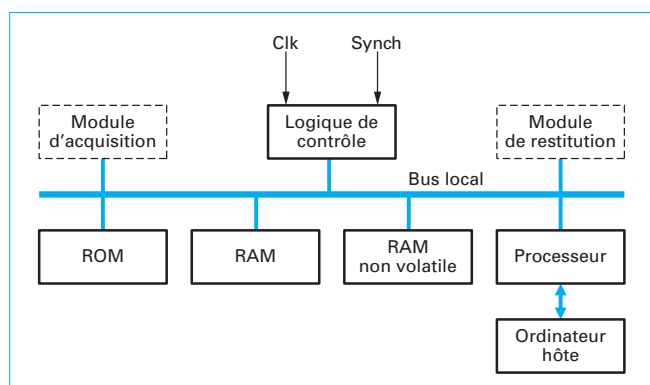 Clk
Synch
Module
d'acquisition
Logique de
contrôle
Module
de restitution
Bus local
ROM
RAM
RAM
non volatile
Processeur
Ordinateur
hôte